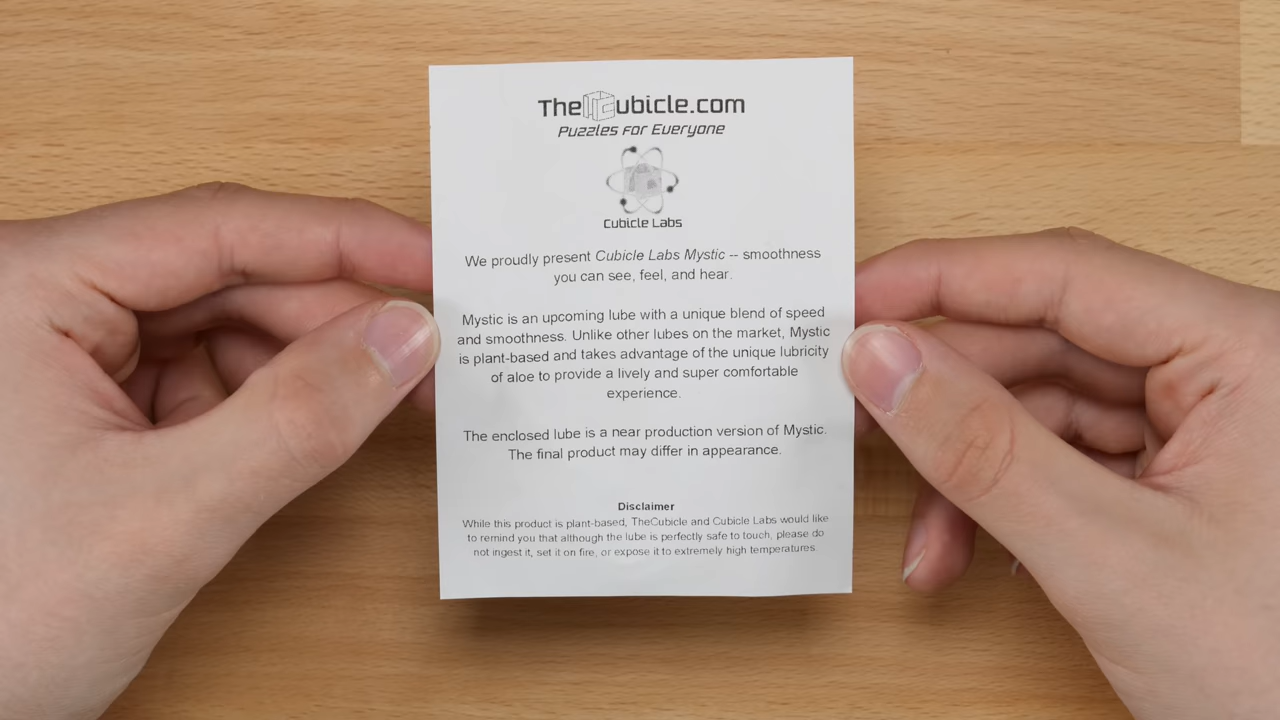 TheCubicle.com
Puzzles for Everyone
Cubicle Labs
We proudly present Cubicle Labs Mystic -- smoothness
you can see, feel, and hear.
Mystic is an upcoming lube with a unique blend of speed
and smoothness. Unlike other lubes on the market, Mystic
is plant-based and takes advantage of the unique lubricity
of aloe to provide a lively and super comfortable
experience.
The enclosed lube is a near production version of Mystic.
The final product may differ in appearance.
Disclaimer
While this product is plant-based, TheCubicle and Cubicle Labs would like
to remind you that although the lube is perfectly safe to touch, please do
not ingest it, set it on fire, or expose it to extremely high temperatures.